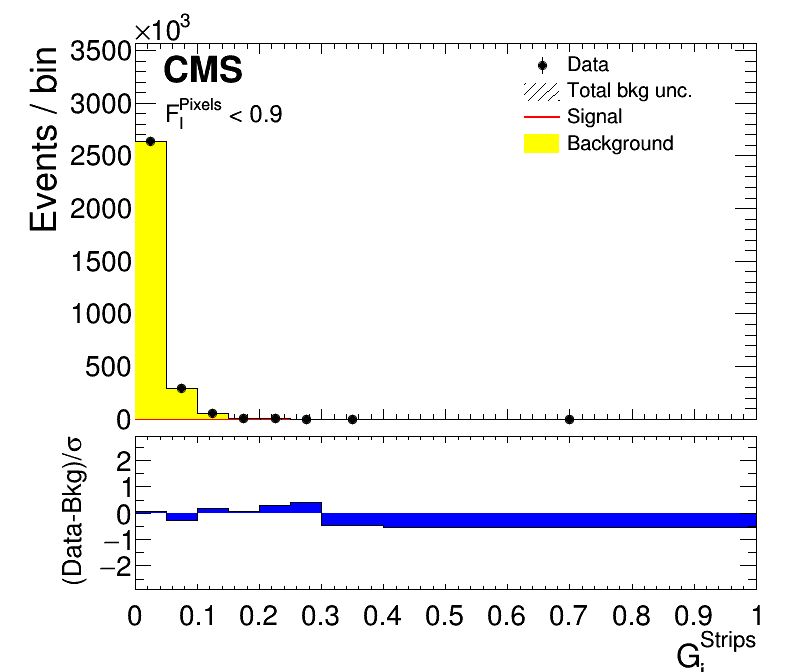 ×10³
3500
3000
2500
2000
1500
1000
500
0
Events / bin
CMS
F_i^Pixels < 0.9
Data
Total bkg unc.
Signal
Background
(Data-Bkg)/σ
2
1
0
−1
−2
0 0.1 0.2 0.3 0.4 0.5 0.6 0.7 0.8 0.9 1
G_i^Strips